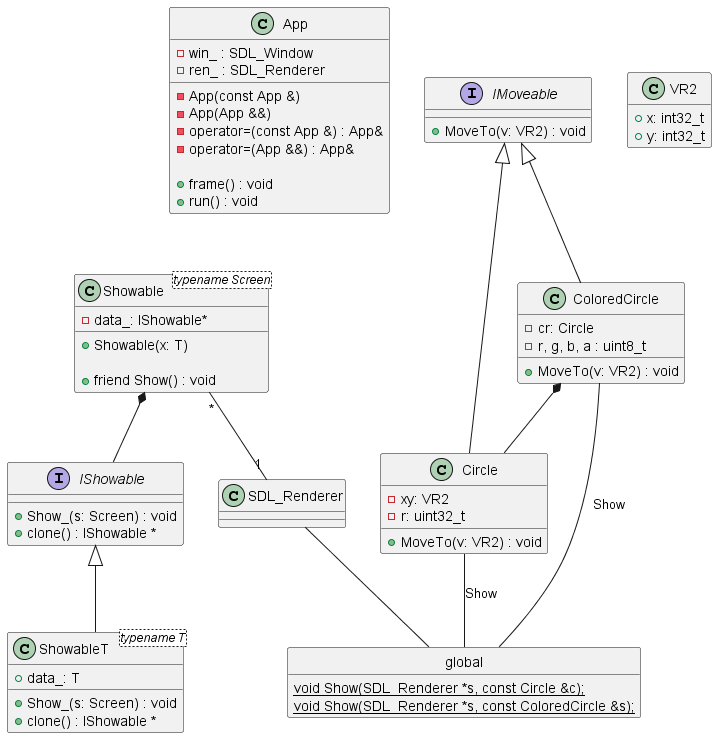 C App
win_ : SDL_Window
ren_ : SDL_Renderer
App(const App &)
App(App &&)
operator=(const App &) : App&
operator=(App &&) : App&
frame() : void
run() : void
I IMoveable
MoveTo(v: VR2) : void
C VR2
x: int32_t
y: int32_t
C Showable
typename Screen
data_: IShowable*
Showable(x: T)
friend Show() : void
C ColoredCircle
cr: Circle
r, g, b, a : uint8_t
MoveTo(v: VR2) : void
*
1
I IShowable
Show_(s: Screen) : void
clone() : IShowable *
C SDL_Renderer
C Circle
xy: VR2
r: uint32_t
MoveTo(v: VR2) : void
Show
Show
C ShowableT
typename T
data_: T
Show_(s: Screen) : void
clone() : IShowable *
global
void Show(SDL_Renderer *s, const Circle &c);
void Show(SDL_Renderer *s, const ColoredCircle &s);